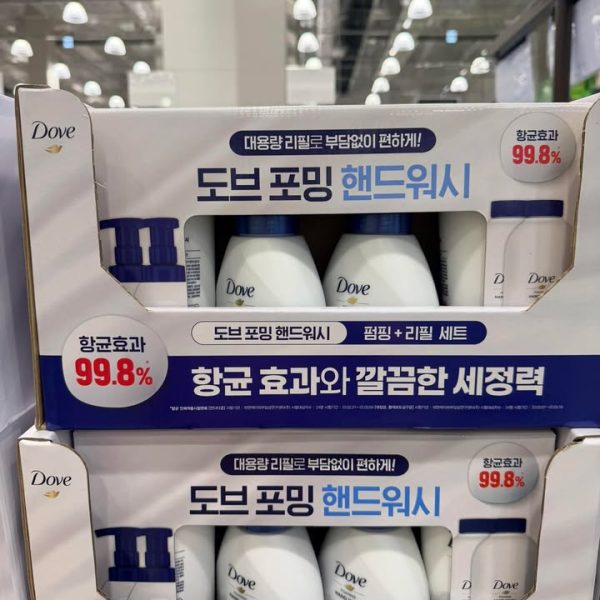 Dove
대용량 리필로 부담없이 편하게!
도브 포밍 핸드워시
항균효과
99.8%
Dove
Dove
Dove
도브 포밍 핸드워시
펌핑 + 리필 세트
항균효과
99.8%
항균 효과와 깔끔한 세정력
Dove
대용량 리필로 부담없이 편하게!
도브 포밍 핸드워시
항균효과
99.8%
Dove
Dove
Dove